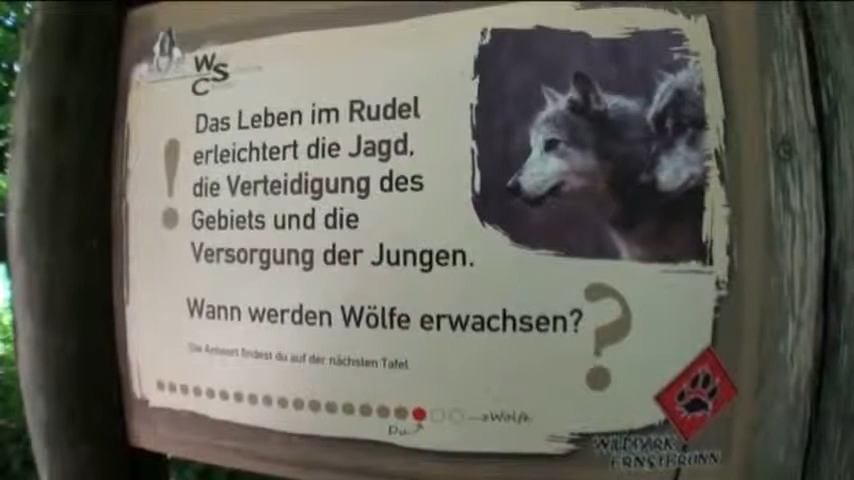 WSC
!
Das Leben im Rudel
erleichtert die Jagd,
die Verteidigung des
Gebiets und die
Versorgung der Jungen.
Wann werden Wölfe erwachsen?
?
Die Antwort findest du auf der nächsten Tafel
Du
Wölfe
WILDPARK
ERNSTBRUNN